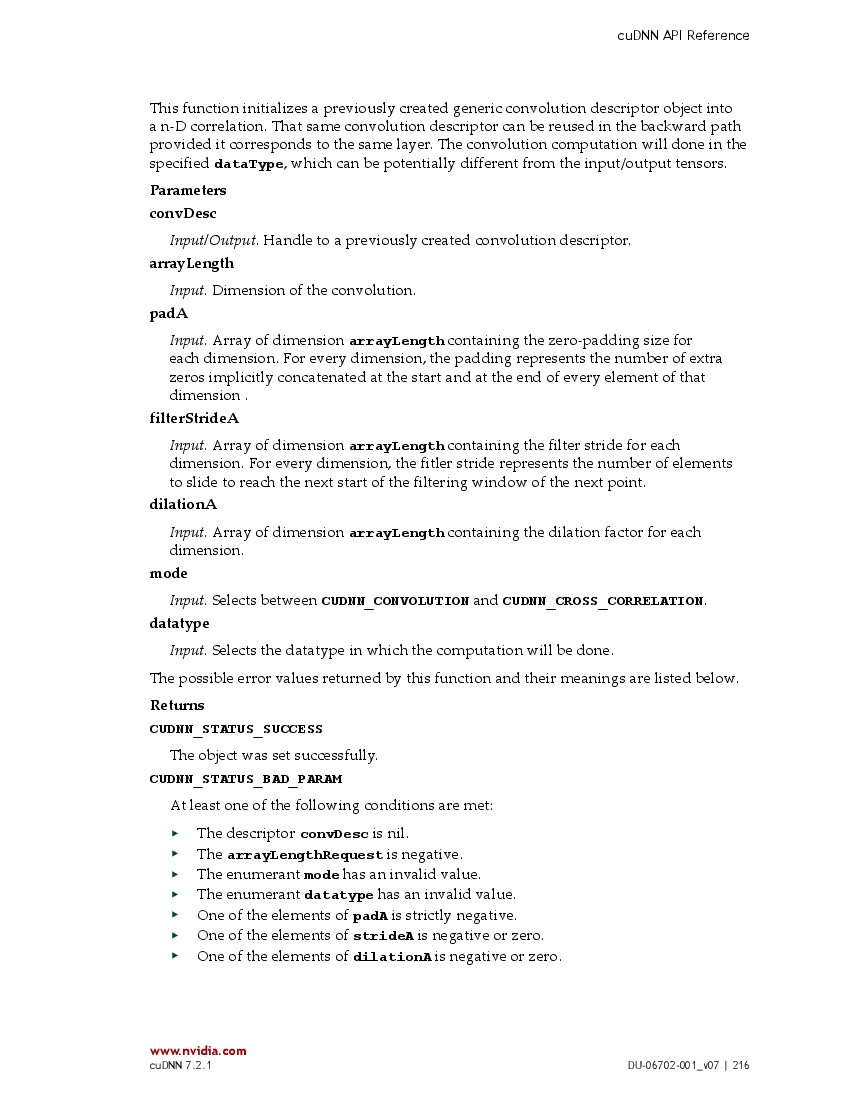 cuDNN API Reference
This function initializes a previously created generic convolution descriptor object into
a n-D correlation. That same convolution descriptor can be reused in the backward path
provided it corresponds to the same layer. The convolution computation will done in the
specified dataType, which can be potentially different from the input/output tensors.
Parameters
convDesc
Input/Output. Handle to a previously created convolution descriptor.
arrayLength
Input. Dimension of the convolution.
padA
Input. Array of dimension arrayLength containing the zero-padding size for
each dimension. For every dimension, the padding represents the number of extra
zeros implicitly concatenated at the start and at the end of every element of that
dimension .
filterStrideA
Input. Array of dimension arrayLength containing the filter stride for each
dimension. For every dimension, the fitler stride represents the number of elements
to slide to reach the next start of the filtering window of the next point.
dilationA
Input. Array of dimension arrayLength containing the dilation factor for each
dimension.
mode
Input. Selects between CUDNN_CONVOLUTION and CUDNN_CROSS_CORRELATION.
datatype
Input. Selects the datatype in which the computation will be done.
The possible error values returned by this function and their meanings are listed below.
Returns
CUDNN_STATUS_SUCCESS
The object was set successfully.
CUDNN_STATUS_BAD_PARAM
At least one of the following conditions are met:
‣ The descriptor convDesc is nil.
‣ The arrayLengthRequest is negative.
‣ The enumerant mode has an invalid value.
‣ The enumerant datatype has an invalid value.
‣ One of the elements of padA is strictly negative.
‣ One of the elements of strideA is negative or zero.
‣ One of the elements of dilationA is negative or zero.
www.nvidia.com
cuDNN 7.2.1
DU-06702-001_v07 | 216